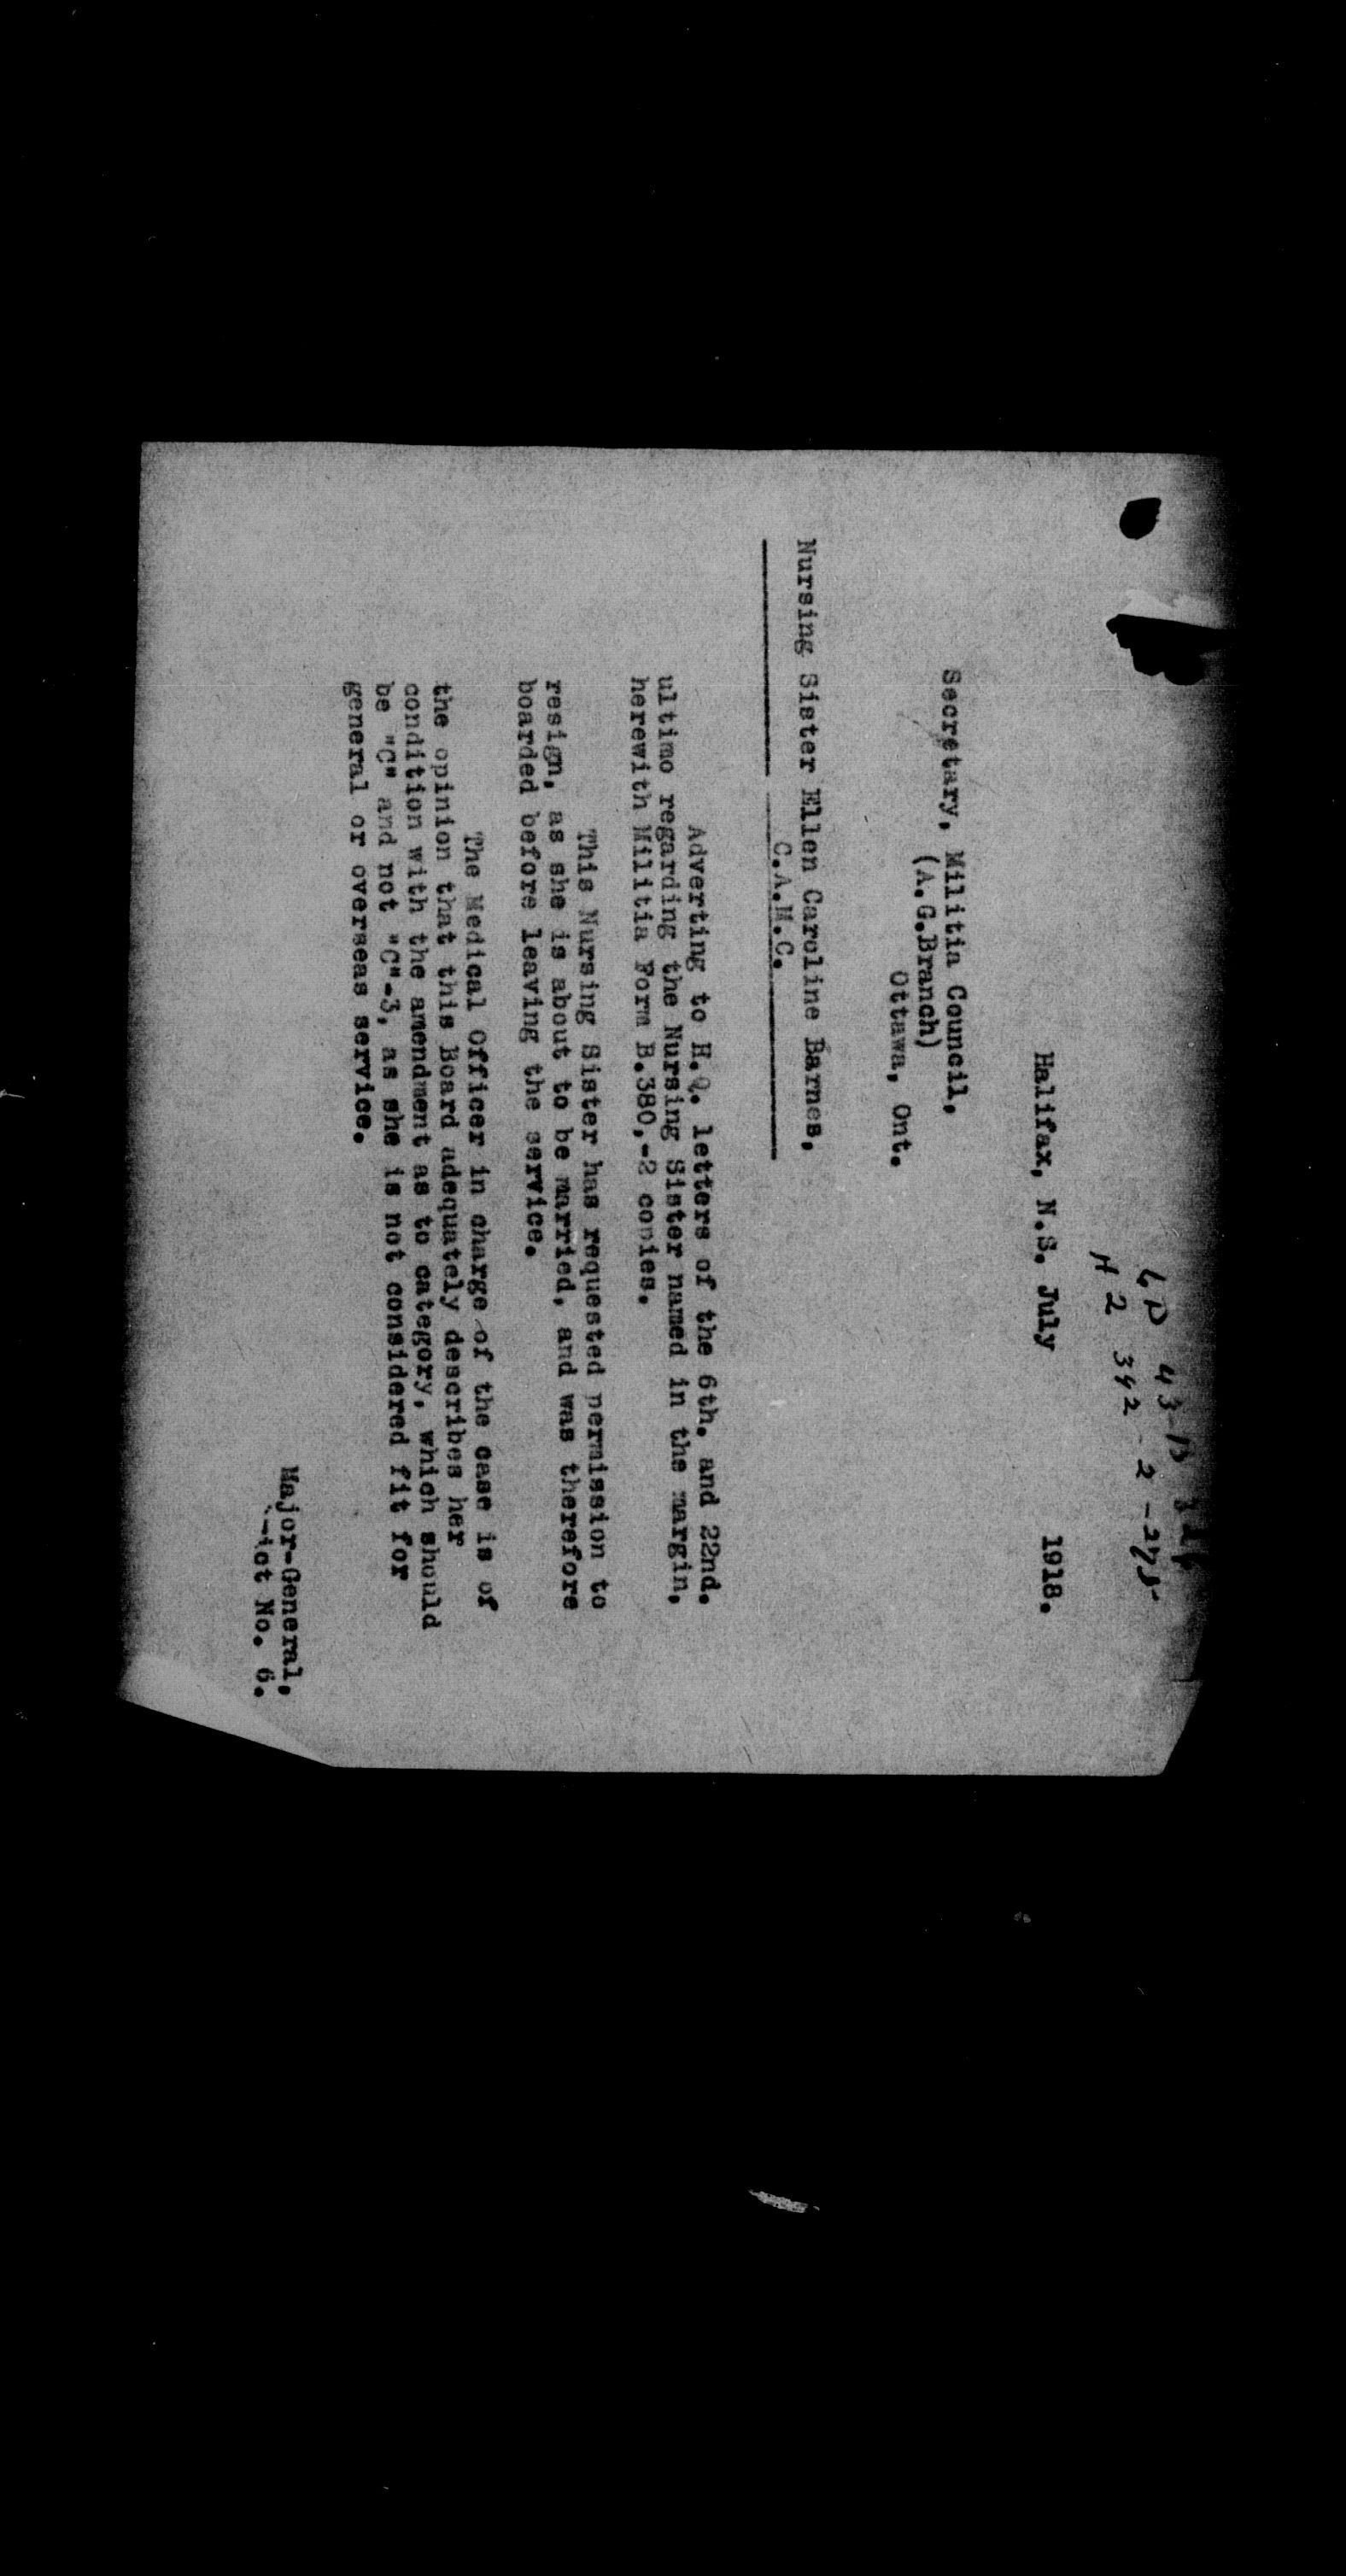 6D 43-B
H2 392-2-275
Halifax, N.S. July 1918.
Secretary, Militia Council,
(A.G.Branch)
Ottawa, Ont.
Nursing Sister Ellen Caroline Barnes,
C.A.M.C.
Adverting to H.Q. letters of the 6th. and 22nd.
ultimo regarding the Nursing Sister named in the margin,
herewith Militia Form B.380,-2 copies.
This Nursing Sister has requested permission to
resign, as she is about to be married, and was therefore
boarded before leaving the service.
The Medical Officer in charge of the case is of
the opinion that this Board adequately describes her
condition with the amendment as to category, which should
be "C" and not "C"-3, as she is not considered fit for
general or overseas service.
Major-General,
ict No. 6.